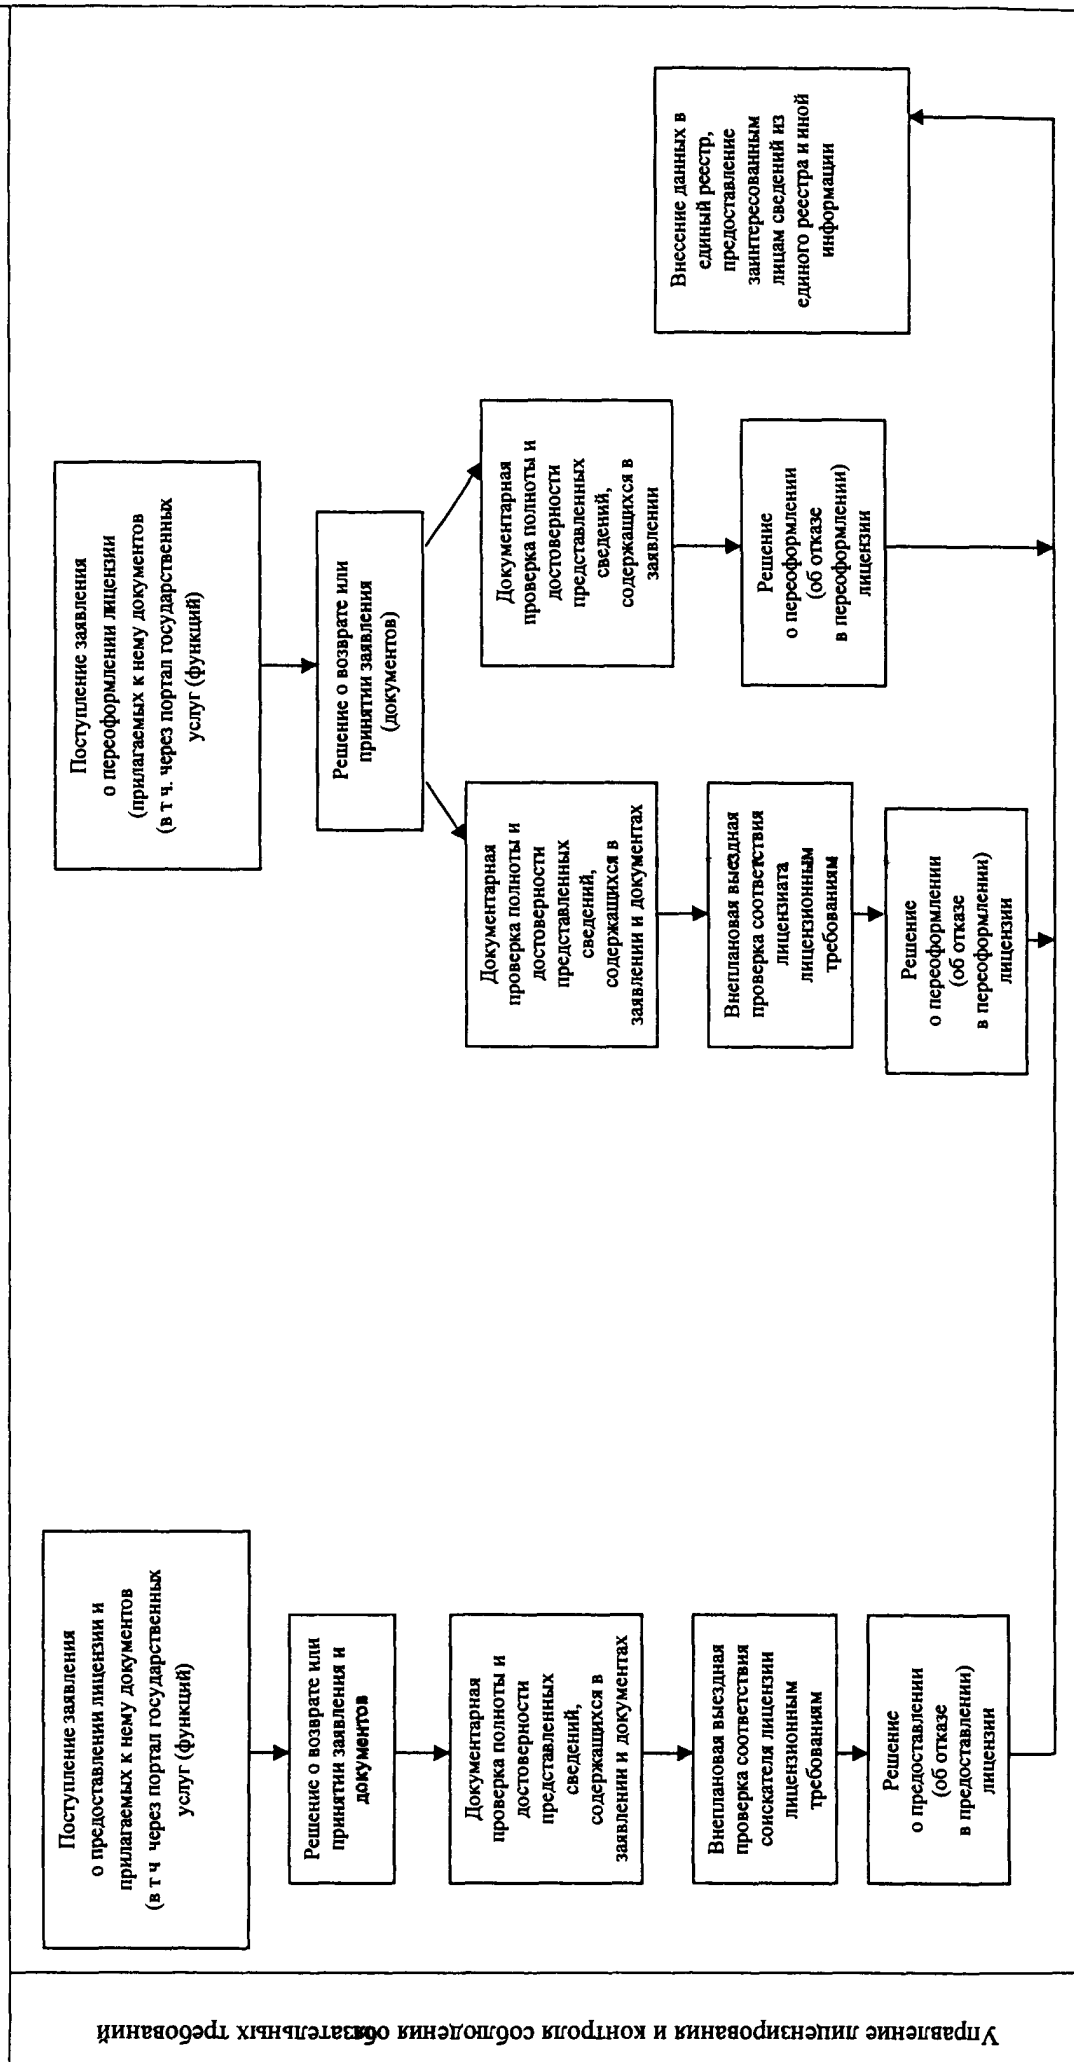 Управление лицензирования и контроля соблюдения обязательных требований
Поступление заявления
о предоставлении лицензии и
прилагаемых к нему документов
(в т ч через портал государственных
услуг (функций)
Решение о возврате или
принятии заявления и
документов
Документарная
проверка полноты и
достоверности
представленных
сведений,
содержащихся в
заявлении и документах
Внеплановая выездная
проверка соответствия
соискателя лицензии
лицензионным
требованиям
Решение
о предоставлении
(об отказе
в предоставлении)
лицензии
Поступление заявления
о переоформлении лицензии
(прилагаемых к нему документов
(в т ч. через портал государственных
услуг (функций)
Решение о возврате или
принятии заявления
(документов)
Документарная
проверка полноты и
достоверности
представленных
сведений,
содержащихся в
заявлении и документах
Внеплановая выездная
проверка соответствия
лицензиата
лицензионным
требованиям
Решение
о переоформлении
(об отказе
в переоформлении)
лицензии
Документарная
проверка полноты и
достоверности
представленных
сведений,
содержащихся в
заявлении
Решение
о переоформлении
(об отказе
в переоформлении)
лицензии
Внесение данных в
единый реестр,
предоставление
заинтересованным
лицам сведений из
единого реестра и иной
информации